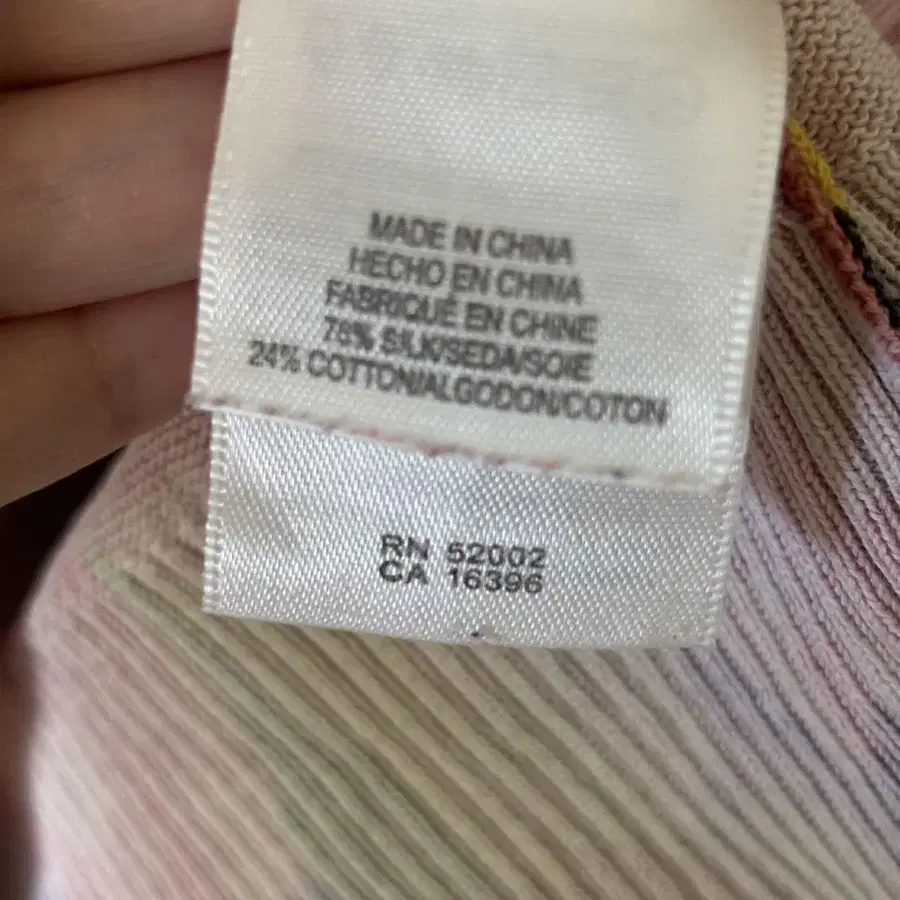 MADE IN CHINA
HECHO EN CHINA
FABRIQUÉ EN CHINE
76% SILK/SEDA/SOIE
24% COTTON/ALGODON/COTON
RN 52002
CA 16396